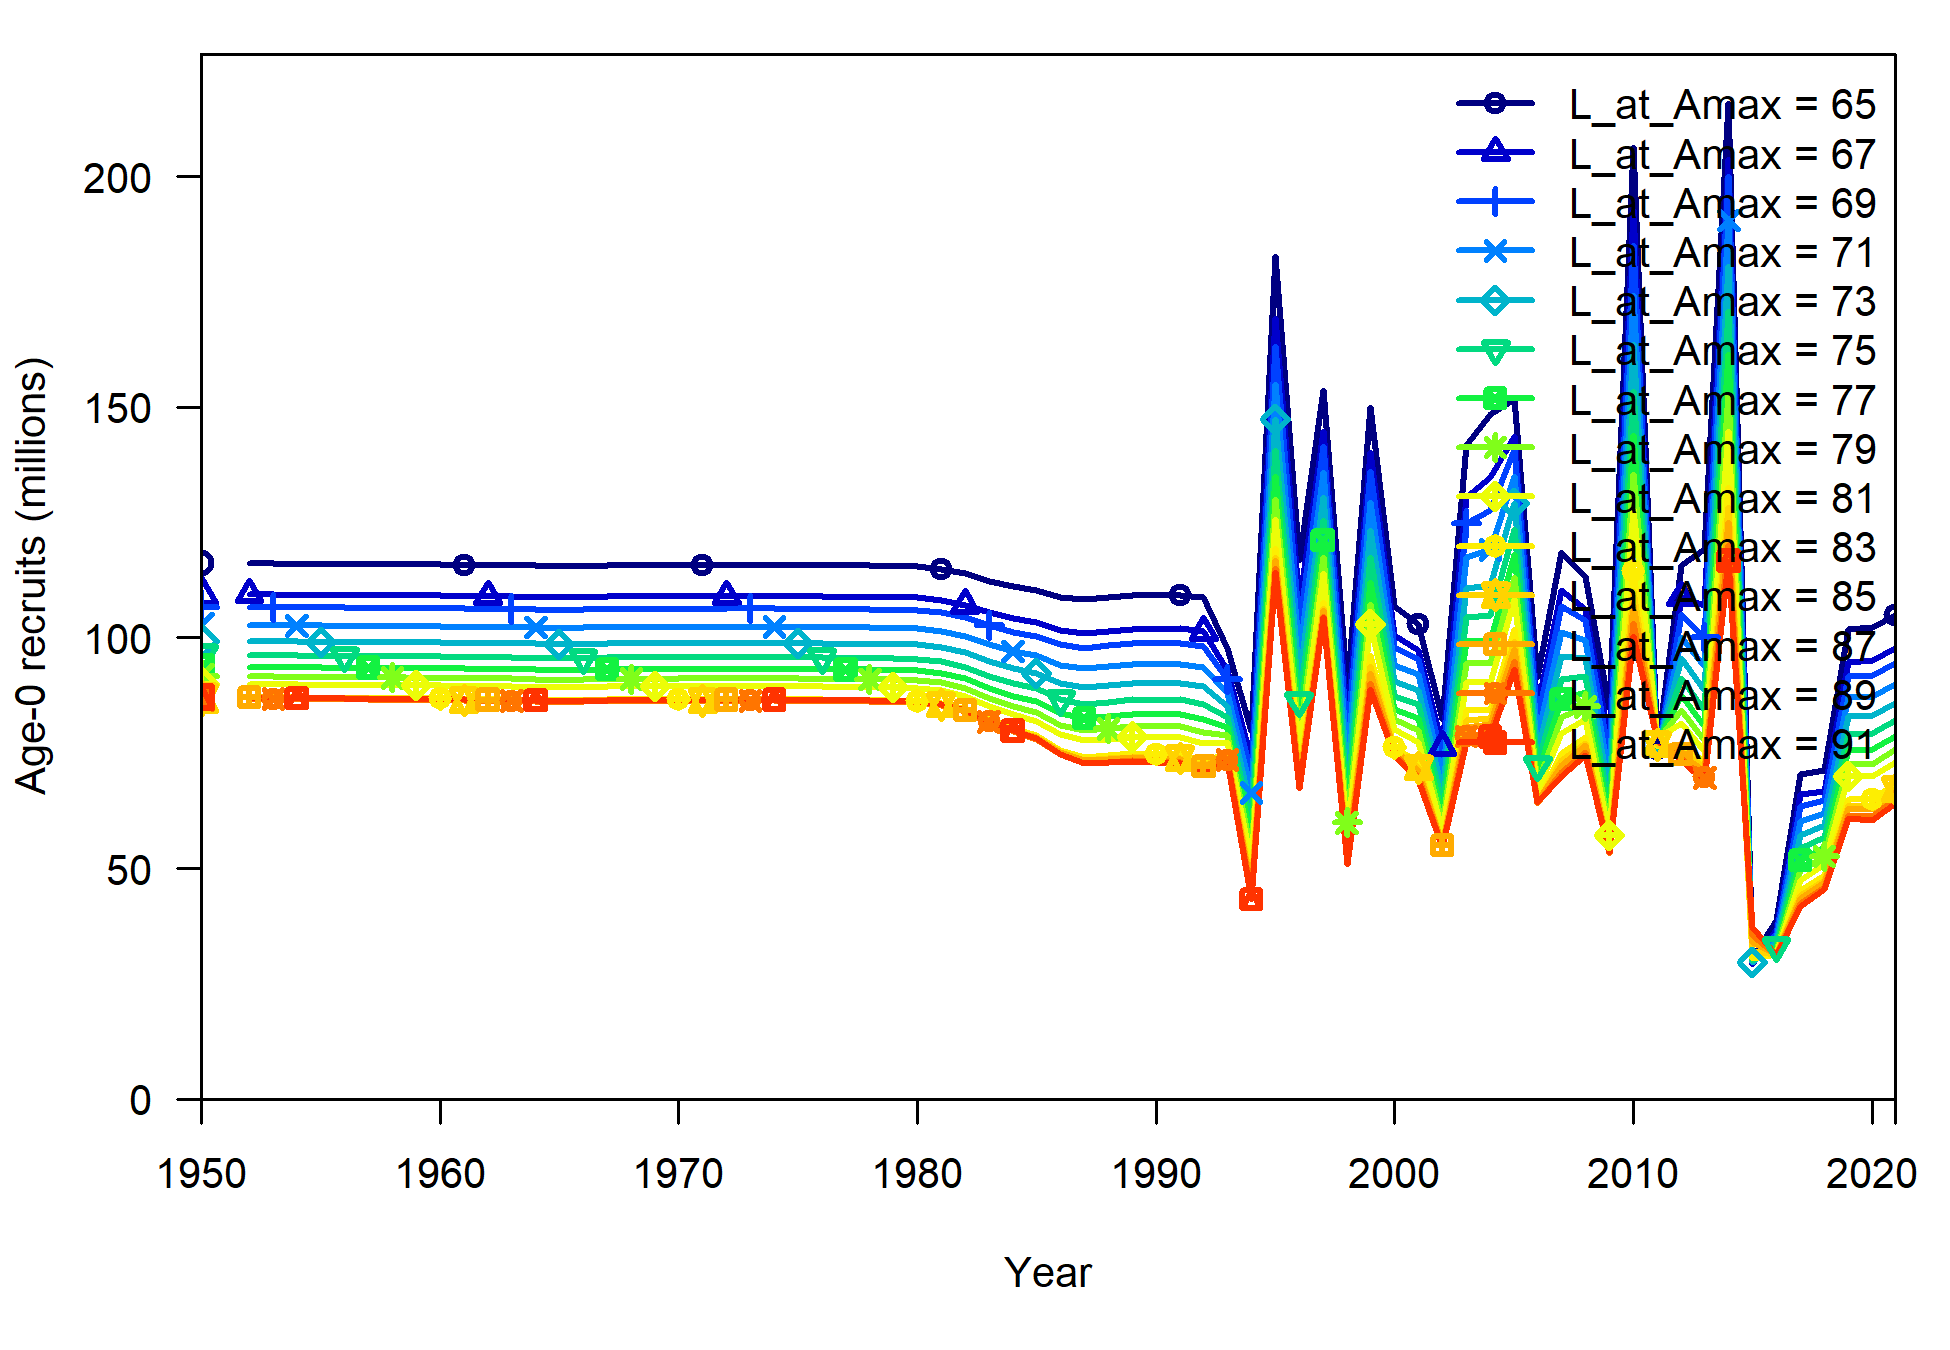 L_at_Amax = 65
L_at_Amax = 67
L_at_Amax = 69
L_at_Amax = 71
L_at_Amax = 73
L_at_Amax = 75
L_at_Amax = 77
L_at_Amax = 79
L_at_Amax = 81
L_at_Amax = 83
L_at_Amax = 85
L_at_Amax = 87
L_at_Amax = 89
L_at_Amax = 91
Age-0 recruits (millions)
200
150
100
50
0
1950 1960 1970 1980 1990 2000 2010 2020
Year